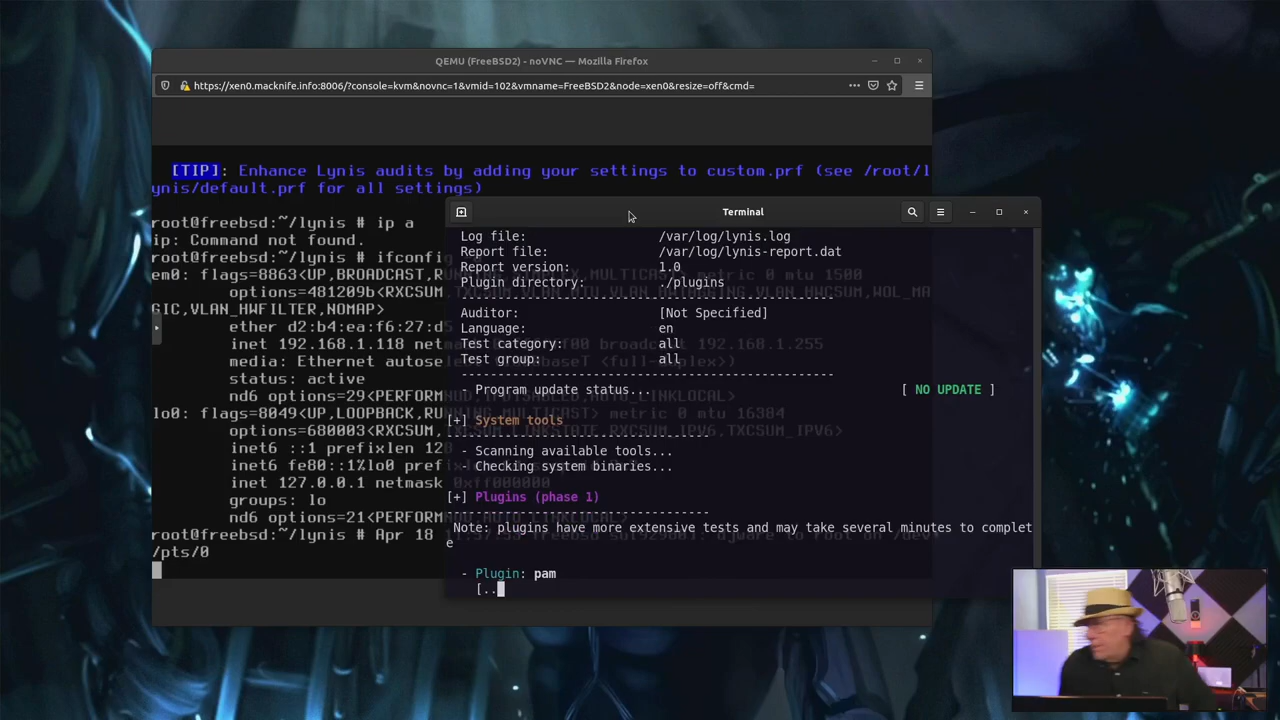 QEMU (FreeBSD2) - noVNC — Mozilla Firefox
https://xen0.macknife.info:8006/?console=kvm&novnc=1&vmid=102&vmname=FreeBSD2&node=xen0&resize=off&cmd=
[TIP]: Enhance Lynis audits by adding your settings to custom.prf (see /root/l
ynis/default.prf for all settings)
root@freebsd:~/lynis # ip a
ip: Command not found.
root@freebsd:~/lynis # ifconfig
em0: flags=8863<UP,BROADCAST,RUNNING,SIMPLEX,MULTICAST> metric 0 mtu 1500
options=481209b<RXCSUM,TXCSUM,VLAN_MTU,VLAN_HWTAGGING,VLAN_HWCSUM,WOL_MA
GIC,VLAN_HWFILTER,NOMAP>
ether d2:b4:ea:f6:27:d5
inet 192.168.1.118 netmask broadcast 192.168.1.255
media: Ethernet autoselect <full-duplex>)
status: active
nd6 options=29<PERFORMNUD,IFDISABLED,AUTO_LINKLOCAL>
lo0: flags=8049<UP,LOOPBACK,RUNNING,MULTICAST> metric 0 mtu 16384
options=680003<RXCSUM,TXCSUM,LINKSTATE,RXCSUM_IPV6,TXCSUM_IPV6>
inet6 ::1 prefixlen 128
inet6 fe80::1%lo0 prefixlen
inet 127.0.0.1 netmask 0xff000000
groups: lo
nd6 options=21<PERFORMNUD,AUTO_LINKLOCAL>
root@freebsd:~/lynis # Apr 18 freebsd to root on /dev
/pts/0
Terminal
Log file: /var/log/lynis.log
Report file: /var/log/lynis-report.dat
Report version: 1.0
Plugin directory: ./plugins
---------------------------------------------------
Auditor: [Not Specified]
Language: en
Test category: all
Test group: all
---------------------------------------------------
- Program update status... [ NO UPDATE ]
[+] System tools
------------------------------------
- Scanning available tools...
- Checking system binaries...
[+] Plugins (phase 1)
------------------------------------
Note: plugins have more extensive tests and may take several minutes to complet
e
- Plugin: pam
[..